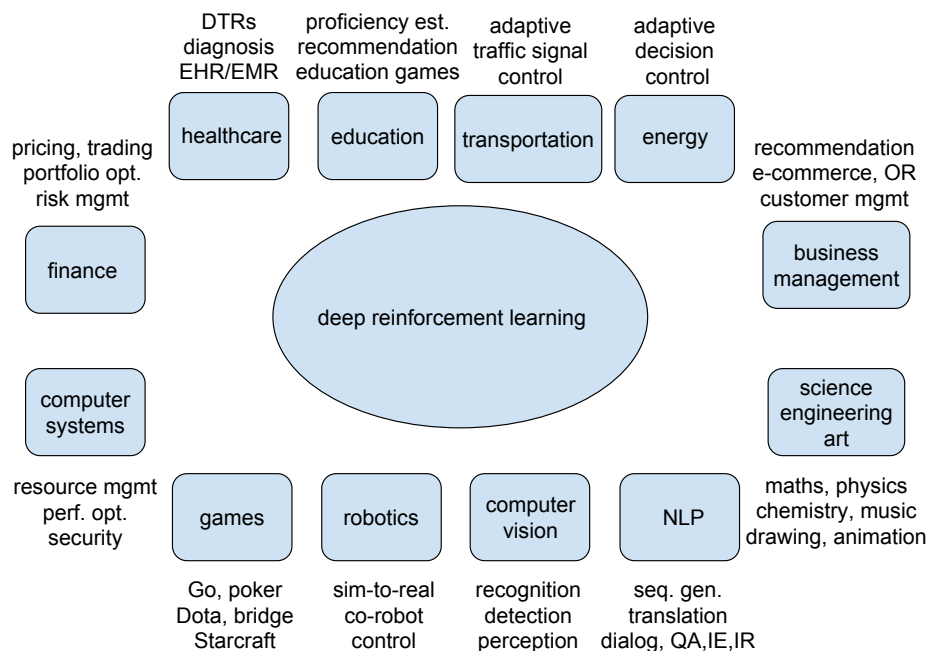 DTRs
diagnosis
EHR/EMR
proficiency est.
recommendation
education games
adaptive
traffic signal
control
adaptive
decision
control
healthcare
education
transportation
energy
pricing, trading
portfolio opt.
risk mgmt
recommendation
e-commerce, OR
customer mgmt
finance
business
management
deep reinforcement learning
computer
systems
science
engineering
art
resource mgmt
perf. opt.
security
maths, physics
chemistry, music
drawing, animation
games
robotics
computer
vision
NLP
Go, poker
Dota, bridge
Starcraft
sim-to-real
co-robot
control
recognition
detection
perception
seq. gen.
translation
dialog, QA,IE,IR